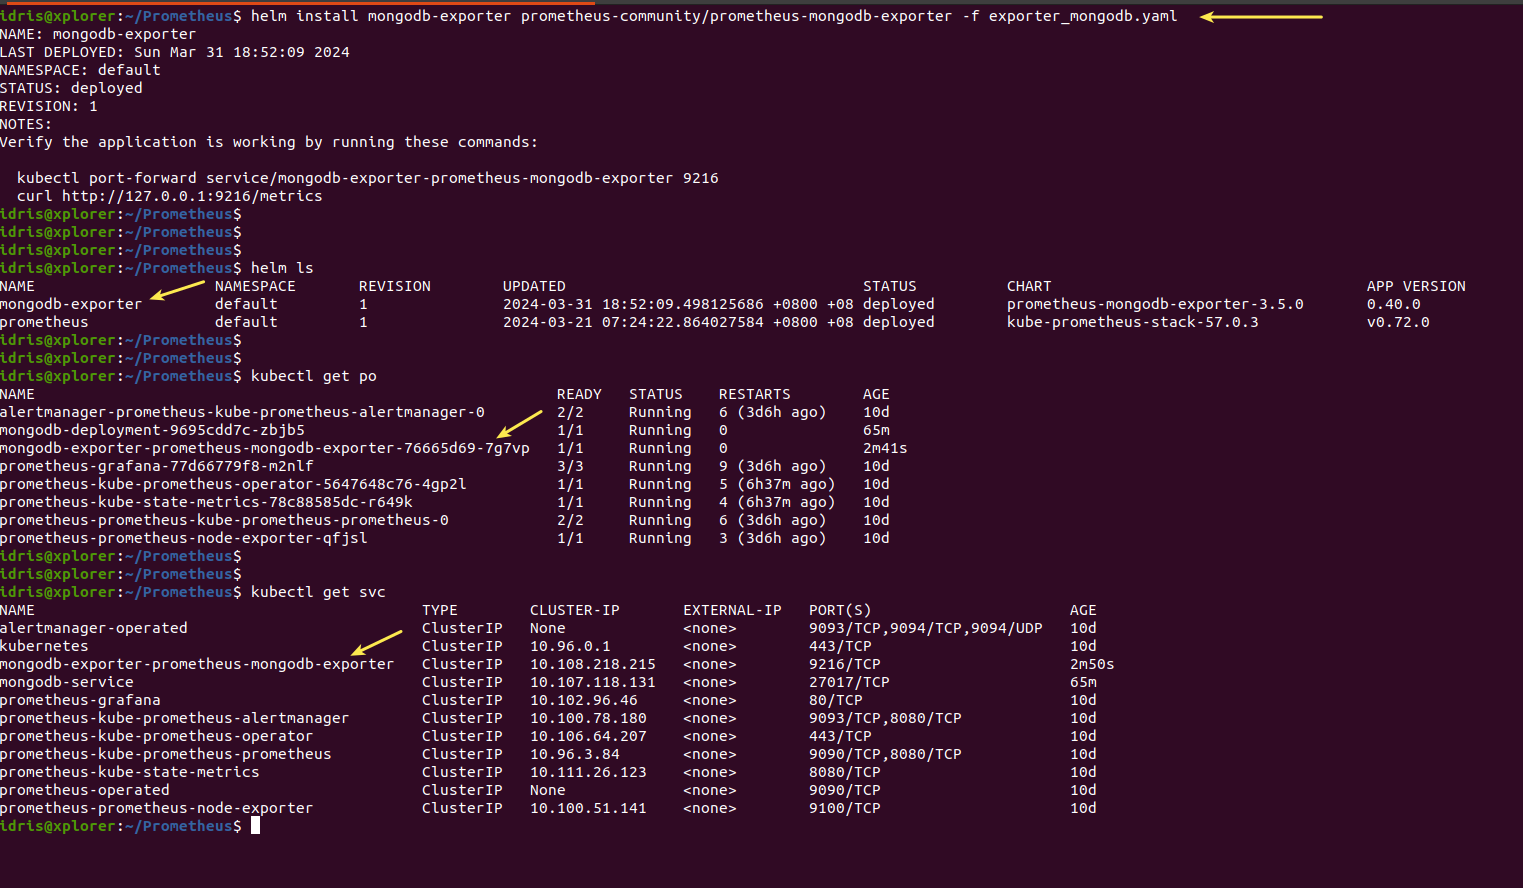 idris@xplorer:~/Prometheus$ helm install mongodb-exporter prometheus-community/prometheus-mongodb-exporter -f exporter_mongodb.yaml
NAME: mongodb-exporter
LAST DEPLOYED: Sun Mar 31 18:52:09 2024
NAMESPACE: default
STATUS: deployed
REVISION: 1
NOTES:
Verify the application is working by running these commands:
  kubectl port-forward service/mongodb-exporter-prometheus-mongodb-exporter 9216
  curl http://127.0.0.1:9216/metrics
idris@xplorer:~/Prometheus$
idris@xplorer:~/Prometheus$
idris@xplorer:~/Prometheus$
idris@xplorer:~/Prometheus$ helm ls
NAME NAMESPACE REVISION UPDATED STATUS CHART APP VERSION
mongodb-exporter default 1 2024-03-31 18:52:09.498125686 +0800 +08 deployed prometheus-mongodb-exporter-3.5.0 0.40.0
prometheus default 1 2024-03-21 07:24:22.864027584 +0800 +08 deployed kube-prometheus-stack-57.0.3 v0.72.0
idris@xplorer:~/Prometheus$
idris@xplorer:~/Prometheus$
idris@xplorer:~/Prometheus$ kubectl get po
NAME READY STATUS RESTARTS AGE
alertmanager-prometheus-kube-prometheus-alertmanager-0 2/2 Running 6 (3d6h ago) 10d
mongodb-deployment-9695cdd7c-zbjb5 1/1 Running 0 65m
mongodb-exporter-prometheus-mongodb-exporter-76665d69-7g7vp 1/1 Running 0 2m41s
prometheus-grafana-77d66779f8-m2nlf 3/3 Running 9 (3d6h ago) 10d
prometheus-kube-prometheus-operator-5647648c76-4gp2l 1/1 Running 5 (6h37m ago) 10d
prometheus-kube-state-metrics-78c88585dc-r649k 1/1 Running 4 (6h37m ago) 10d
prometheus-prometheus-kube-prometheus-prometheus-0 2/2 Running 6 (3d6h ago) 10d
prometheus-prometheus-node-exporter-qfjsl 1/1 Running 3 (3d6h ago) 10d
idris@xplorer:~/Prometheus$
idris@xplorer:~/Prometheus$
idris@xplorer:~/Prometheus$ kubectl get svc
NAME TYPE CLUSTER-IP EXTERNAL-IP PORT(S) AGE
alertmanager-operated ClusterIP None <none> 9093/TCP,9094/TCP,9094/UDP 10d
kubernetes ClusterIP 10.96.0.1 <none> 443/TCP 10d
mongodb-exporter-prometheus-mongodb-exporter ClusterIP 10.108.218.215 <none> 9216/TCP 2m50s
mongodb-service ClusterIP 10.107.118.131 <none> 27017/TCP 65m
prometheus-grafana ClusterIP 10.102.96.46 <none> 80/TCP 10d
prometheus-kube-prometheus-alertmanager ClusterIP 10.100.78.180 <none> 9093/TCP,8080/TCP 10d
prometheus-kube-prometheus-operator ClusterIP 10.106.64.207 <none> 443/TCP 10d
prometheus-kube-prometheus-prometheus ClusterIP 10.96.3.84 <none> 9090/TCP,8080/TCP 10d
prometheus-kube-state-metrics ClusterIP 10.111.26.123 <none> 8080/TCP 10d
prometheus-operated ClusterIP None <none> 9090/TCP 10d
prometheus-prometheus-node-exporter ClusterIP 10.100.51.141 <none> 9100/TCP 10d
idris@xplorer:~/Prometheus$